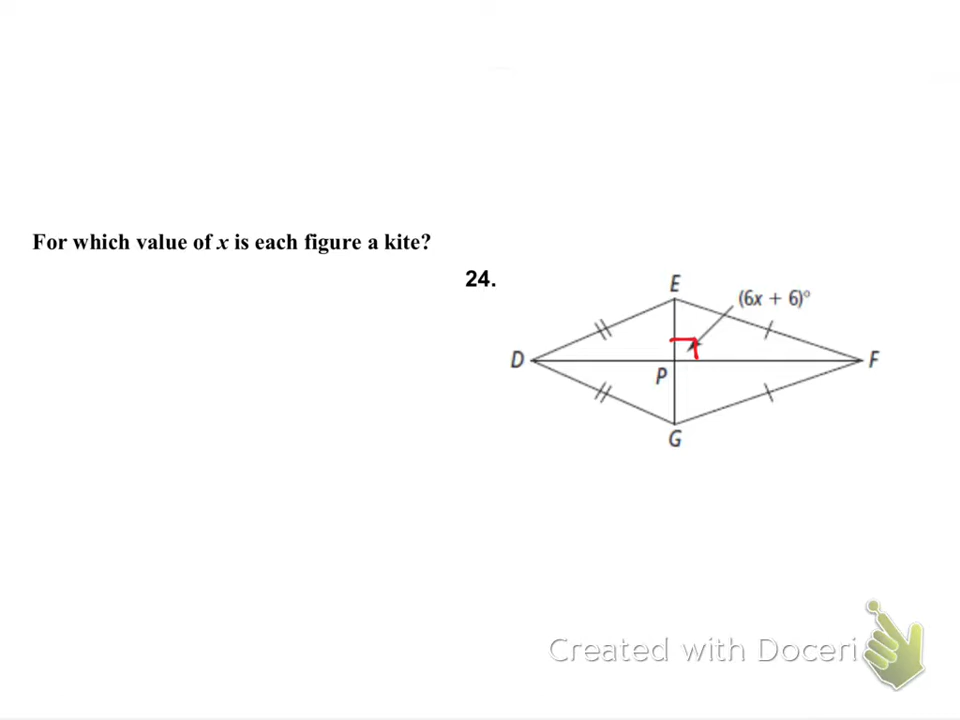 For which value of x is each figure a kite?
24.
E
(6x + 6)°
D
F
P
G
Created with Doceri